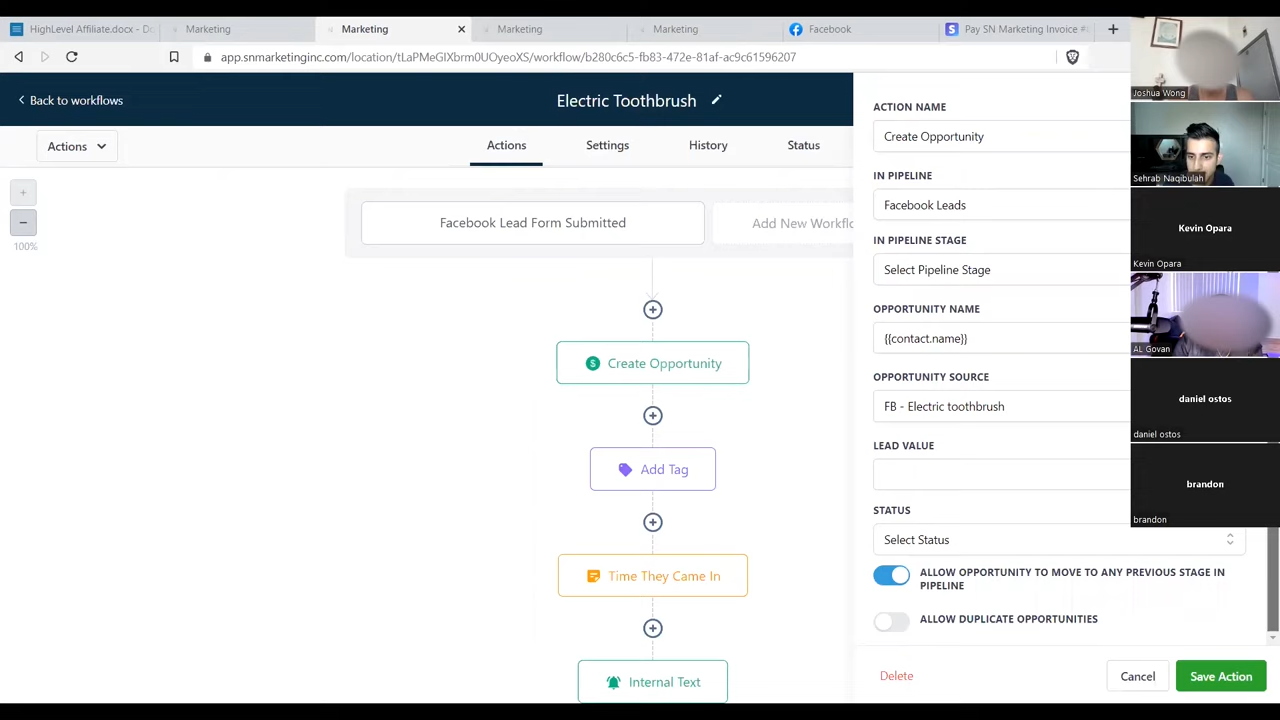 HighLevel Affiliate.docx - Do
Marketing
Marketing
Marketing
Marketing
Facebook
Pay SN Marketing Invoice #
app.snmarketinginc.com/location/tLaPMeGIXbrm0UOyeoXS/workflow/b280c6c5-fb83-472e-81af-ac9c61596207
Back to workflows
Electric Toothbrush
Actions
Actions
Settings
History
Status
100%
Facebook Lead Form Submitted
Add New Workflo
Create Opportunity
Add Tag
Time They Came In
Internal Text
ACTION NAME
Create Opportunity
IN PIPELINE
Facebook Leads
IN PIPELINE STAGE
Select Pipeline Stage
OPPORTUNITY NAME
{{contact.name}}
OPPORTUNITY SOURCE
FB - Electric toothbrush
LEAD VALUE
STATUS
Select Status
ALLOW OPPORTUNITY TO MOVE TO ANY PREVIOUS STAGE IN
PIPELINE
ALLOW DUPLICATE OPPORTUNITIES
Delete
Cancel
Save Action
Joshua Wong
Sehrab Naqibulah
Kevin Opara
Kevin Opara
AL Govan
daniel ostos
daniel ostos
brandon
brandon